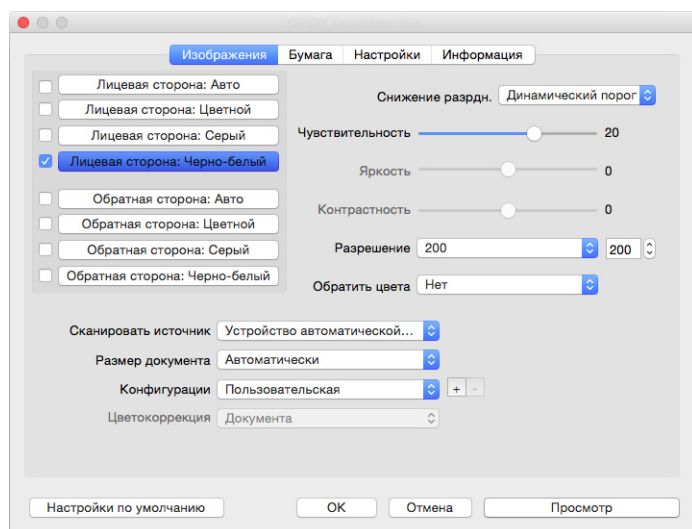 Изображения Бумага Настройки Информация
Лицевая сторона: Авто
Лицевая сторона: Цветной
Лицевая сторона: Серый
Лицевая сторона: Черно-белый
Обратная сторона: Авто
Обратная сторона: Цветной
Обратная сторона: Серый
Обратная сторона: Черно-белый
Снижение разрдн. Динамический порог
Чувствительность 20
Яркость 0
Контрастность 0
Разрешение 200 200
Обратить цвета Нет
Сканировать источник Устройство автоматической...
Размер документа Автоматически
Конфигурации Пользовательская + -
Цветокоррекция Документа
Настройки по умолчанию OK Отмена Просмотр